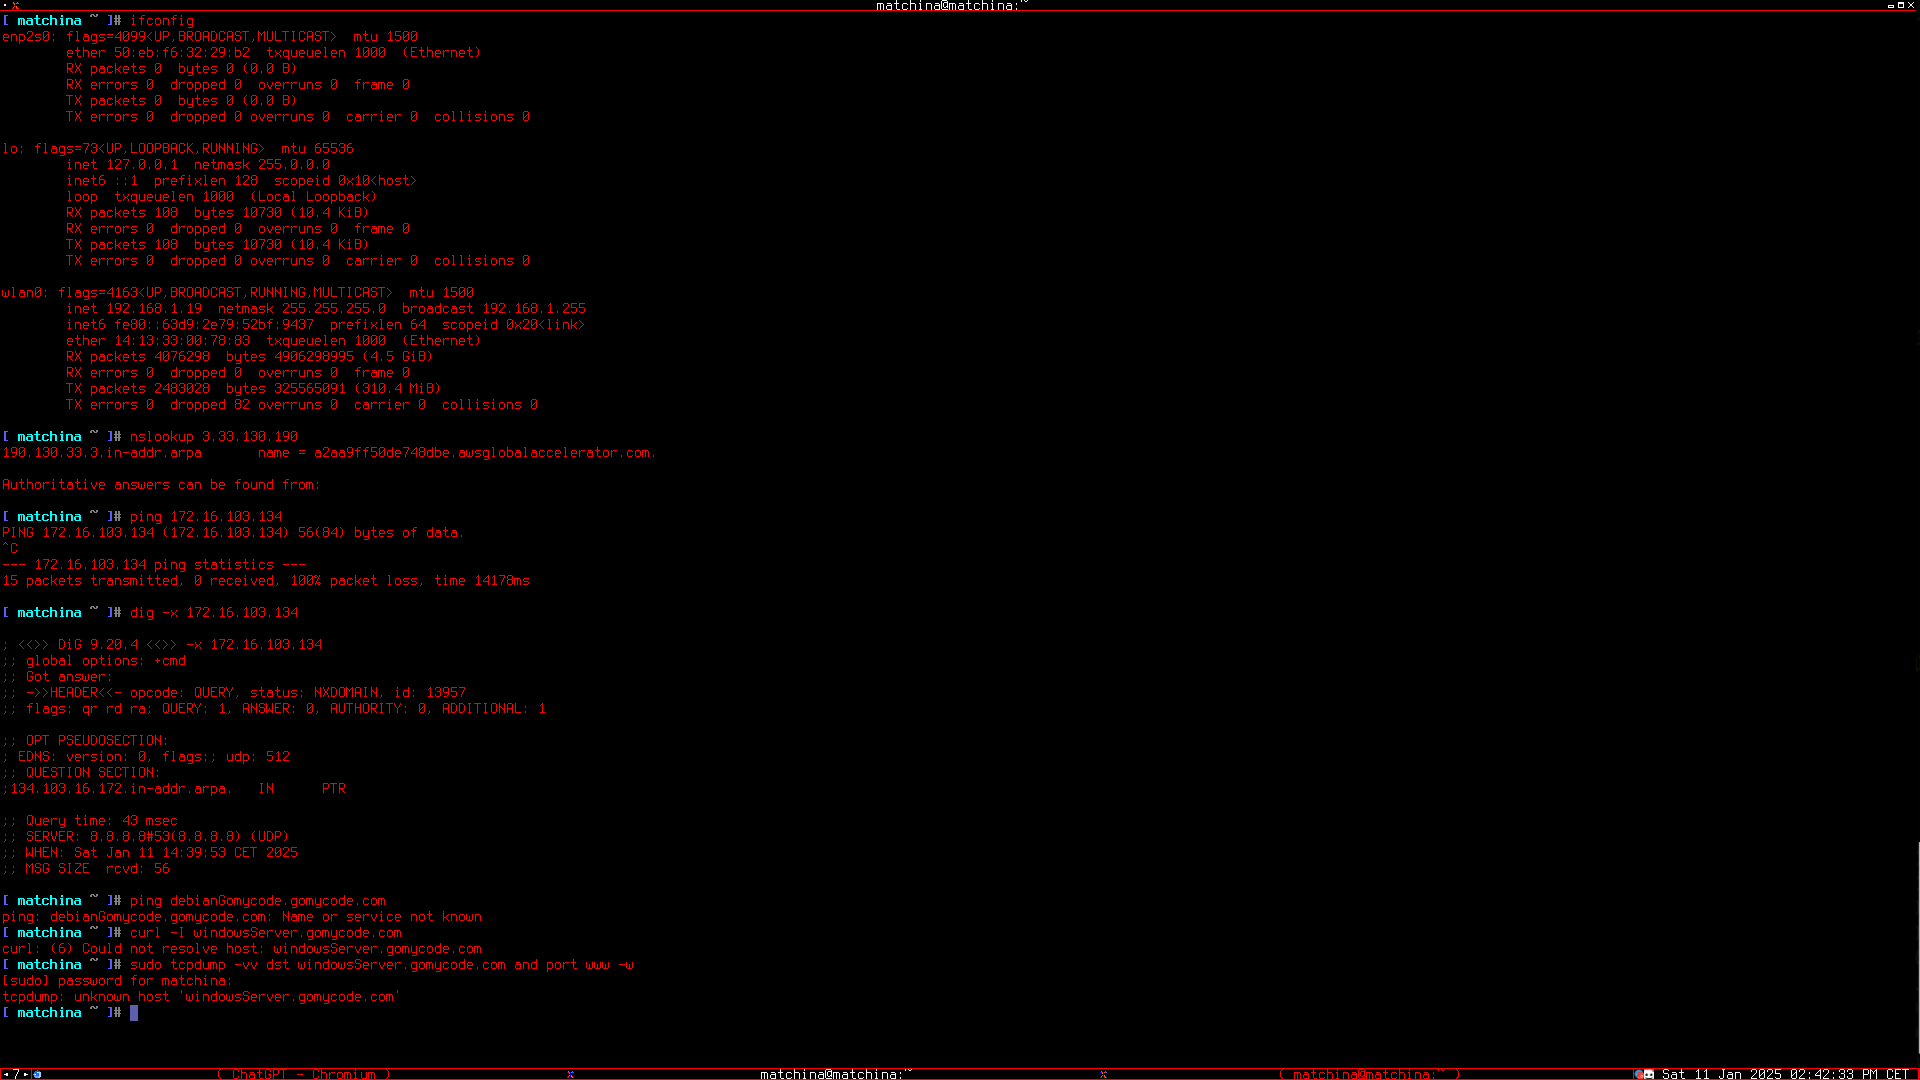 matchina@matchina:~
[ matchina ~ ]# ifconfig
enp2s0: flags=4099<UP,BROADCAST,MULTICAST>  mtu 1500
        ether 50:eb:f6:32:29:b2  txqueuelen 1000  (Ethernet)
        RX packets 0  bytes 0 (0.0 B)
        RX errors 0  dropped 0  overruns 0  frame 0
        TX packets 0  bytes 0 (0.0 B)
        TX errors 0  dropped 0 overruns 0  carrier 0  collisions 0

lo: flags=73<UP,LOOPBACK,RUNNING>  mtu 65536
        inet 127.0.0.1  netmask 255.0.0.0
        inet6 ::1  prefixlen 128  scopeid 0x10<host>
        loop  txqueuelen 1000  (Local Loopback)
        RX packets 108  bytes 10730 (10.4 KiB)
        RX errors 0  dropped 0  overruns 0  frame 0
        TX packets 108  bytes 10730 (10.4 KiB)
        TX errors 0  dropped 0 overruns 0  carrier 0  collisions 0

wlan0: flags=4163<UP,BROADCAST,RUNNING,MULTICAST>  mtu 1500
        inet 192.168.1.19  netmask 255.255.255.0  broadcast 192.168.1.255
        inet6 fe80::63d9:2e79:52bf:9437  prefixlen 64  scopeid 0x20<link>
        ether 14:13:33:00:78:83  txqueuelen 1000  (Ethernet)
        RX packets 4076298  bytes 4906298995 (4.5 GiB)
        RX errors 0  dropped 0  overruns 0  frame 0
        TX packets 2483028  bytes 325565091 (310.4 MiB)
        TX errors 0  dropped 82 overruns 0  carrier 0  collisions 0

[ matchina ~ ]# nslookup 3.33.130.190
190.130.33.3.in-addr.arpa       name = a2aa9ff50de748dbe.awsglobalaccelerator.com.

Authoritative answers can be found from:

[ matchina ~ ]# ping 172.16.103.134
PING 172.16.103.134 (172.16.103.134) 56(84) bytes of data.
^C
--- 172.16.103.134 ping statistics ---
15 packets transmitted, 0 received, 100% packet loss, time 14178ms

[ matchina ~ ]# dig -x 172.16.103.134

; <<>> DiG 9.20.4 <<>> -x 172.16.103.134
;; global options: +cmd
;; Got answer:
;; ->>HEADER<<- opcode: QUERY, status: NXDOMAIN, id: 13957
;; flags: qr rd ra; QUERY: 1, ANSWER: 0, AUTHORITY: 0, ADDITIONAL: 1

;; OPT PSEUDOSECTION:
; EDNS: version: 0, flags:; udp: 512
;; QUESTION SECTION:
;134.103.16.172.in-addr.arpa.   IN      PTR

;; Query time: 43 msec
;; SERVER: 8.8.8.8#53(8.8.8.8) (UDP)
;; WHEN: Sat Jan 11 14:39:53 CET 2025
;; MSG SIZE  rcvd: 56

[ matchina ~ ]# ping debianGomycode.gomycode.com
ping: debianGomycode.gomycode.com: Name or service not known
[ matchina ~ ]# curl -I windowsServer.gomycode.com
curl: (6) Could not resolve host: windowsServer.gomycode.com
[ matchina ~ ]# sudo tcpdump -vv dst windowsServer.gomycode.com and port www -w
[sudo] password for matchina:
tcpdump: unknown host 'windowsServer.gomycode.com'
[ matchina ~ ]#
7 ( ChatGPT - Chromium ) matchina@matchina:~ ( matchina@matchina:~ ) Sat 11 Jan 2025 02:42:33 PM CET